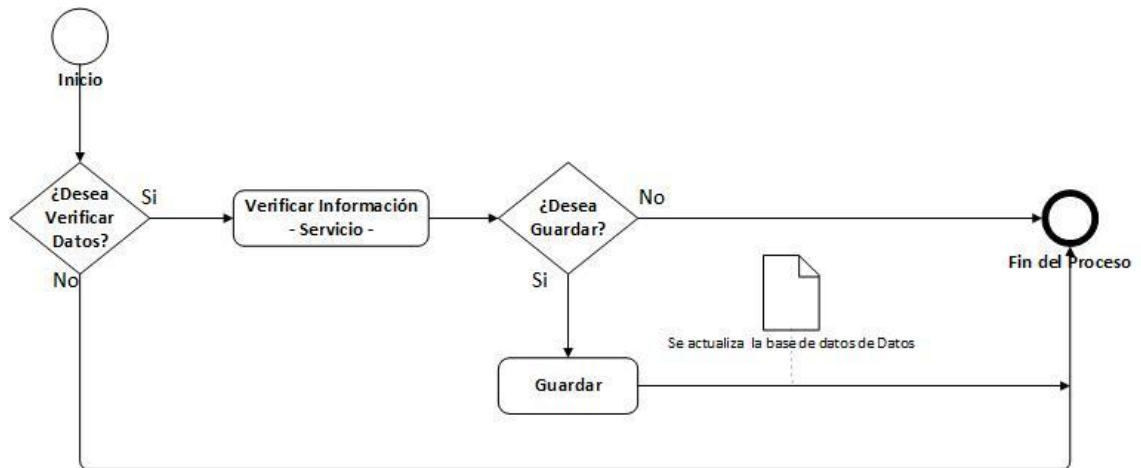 Inicio
¿Desea
Verificar
Datos?
Si
No
Verificar Información
- Servicio -
¿Desea
Guardar?
No
Si
Fin del Proceso
Se actualiza la base de datos de Datos
Guardar